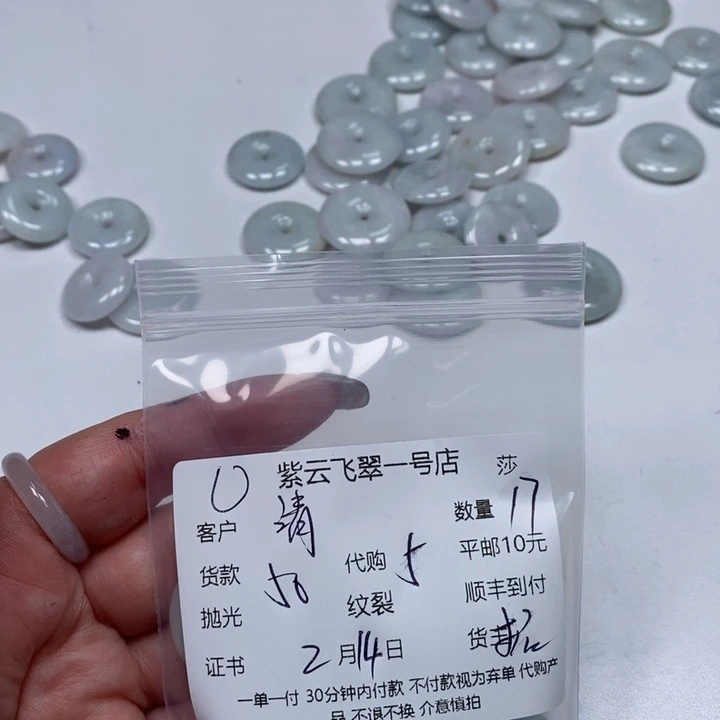 紫云飞翠一号店 莎
客户 清 数量 17
货款 50 代购 5 平邮10元
抛光 纹裂 顺丰到付
证书 2月14日 货
一单一付 30分钟内付款 不付款视为弃单 代购产
品 不退不换 介意慎拍